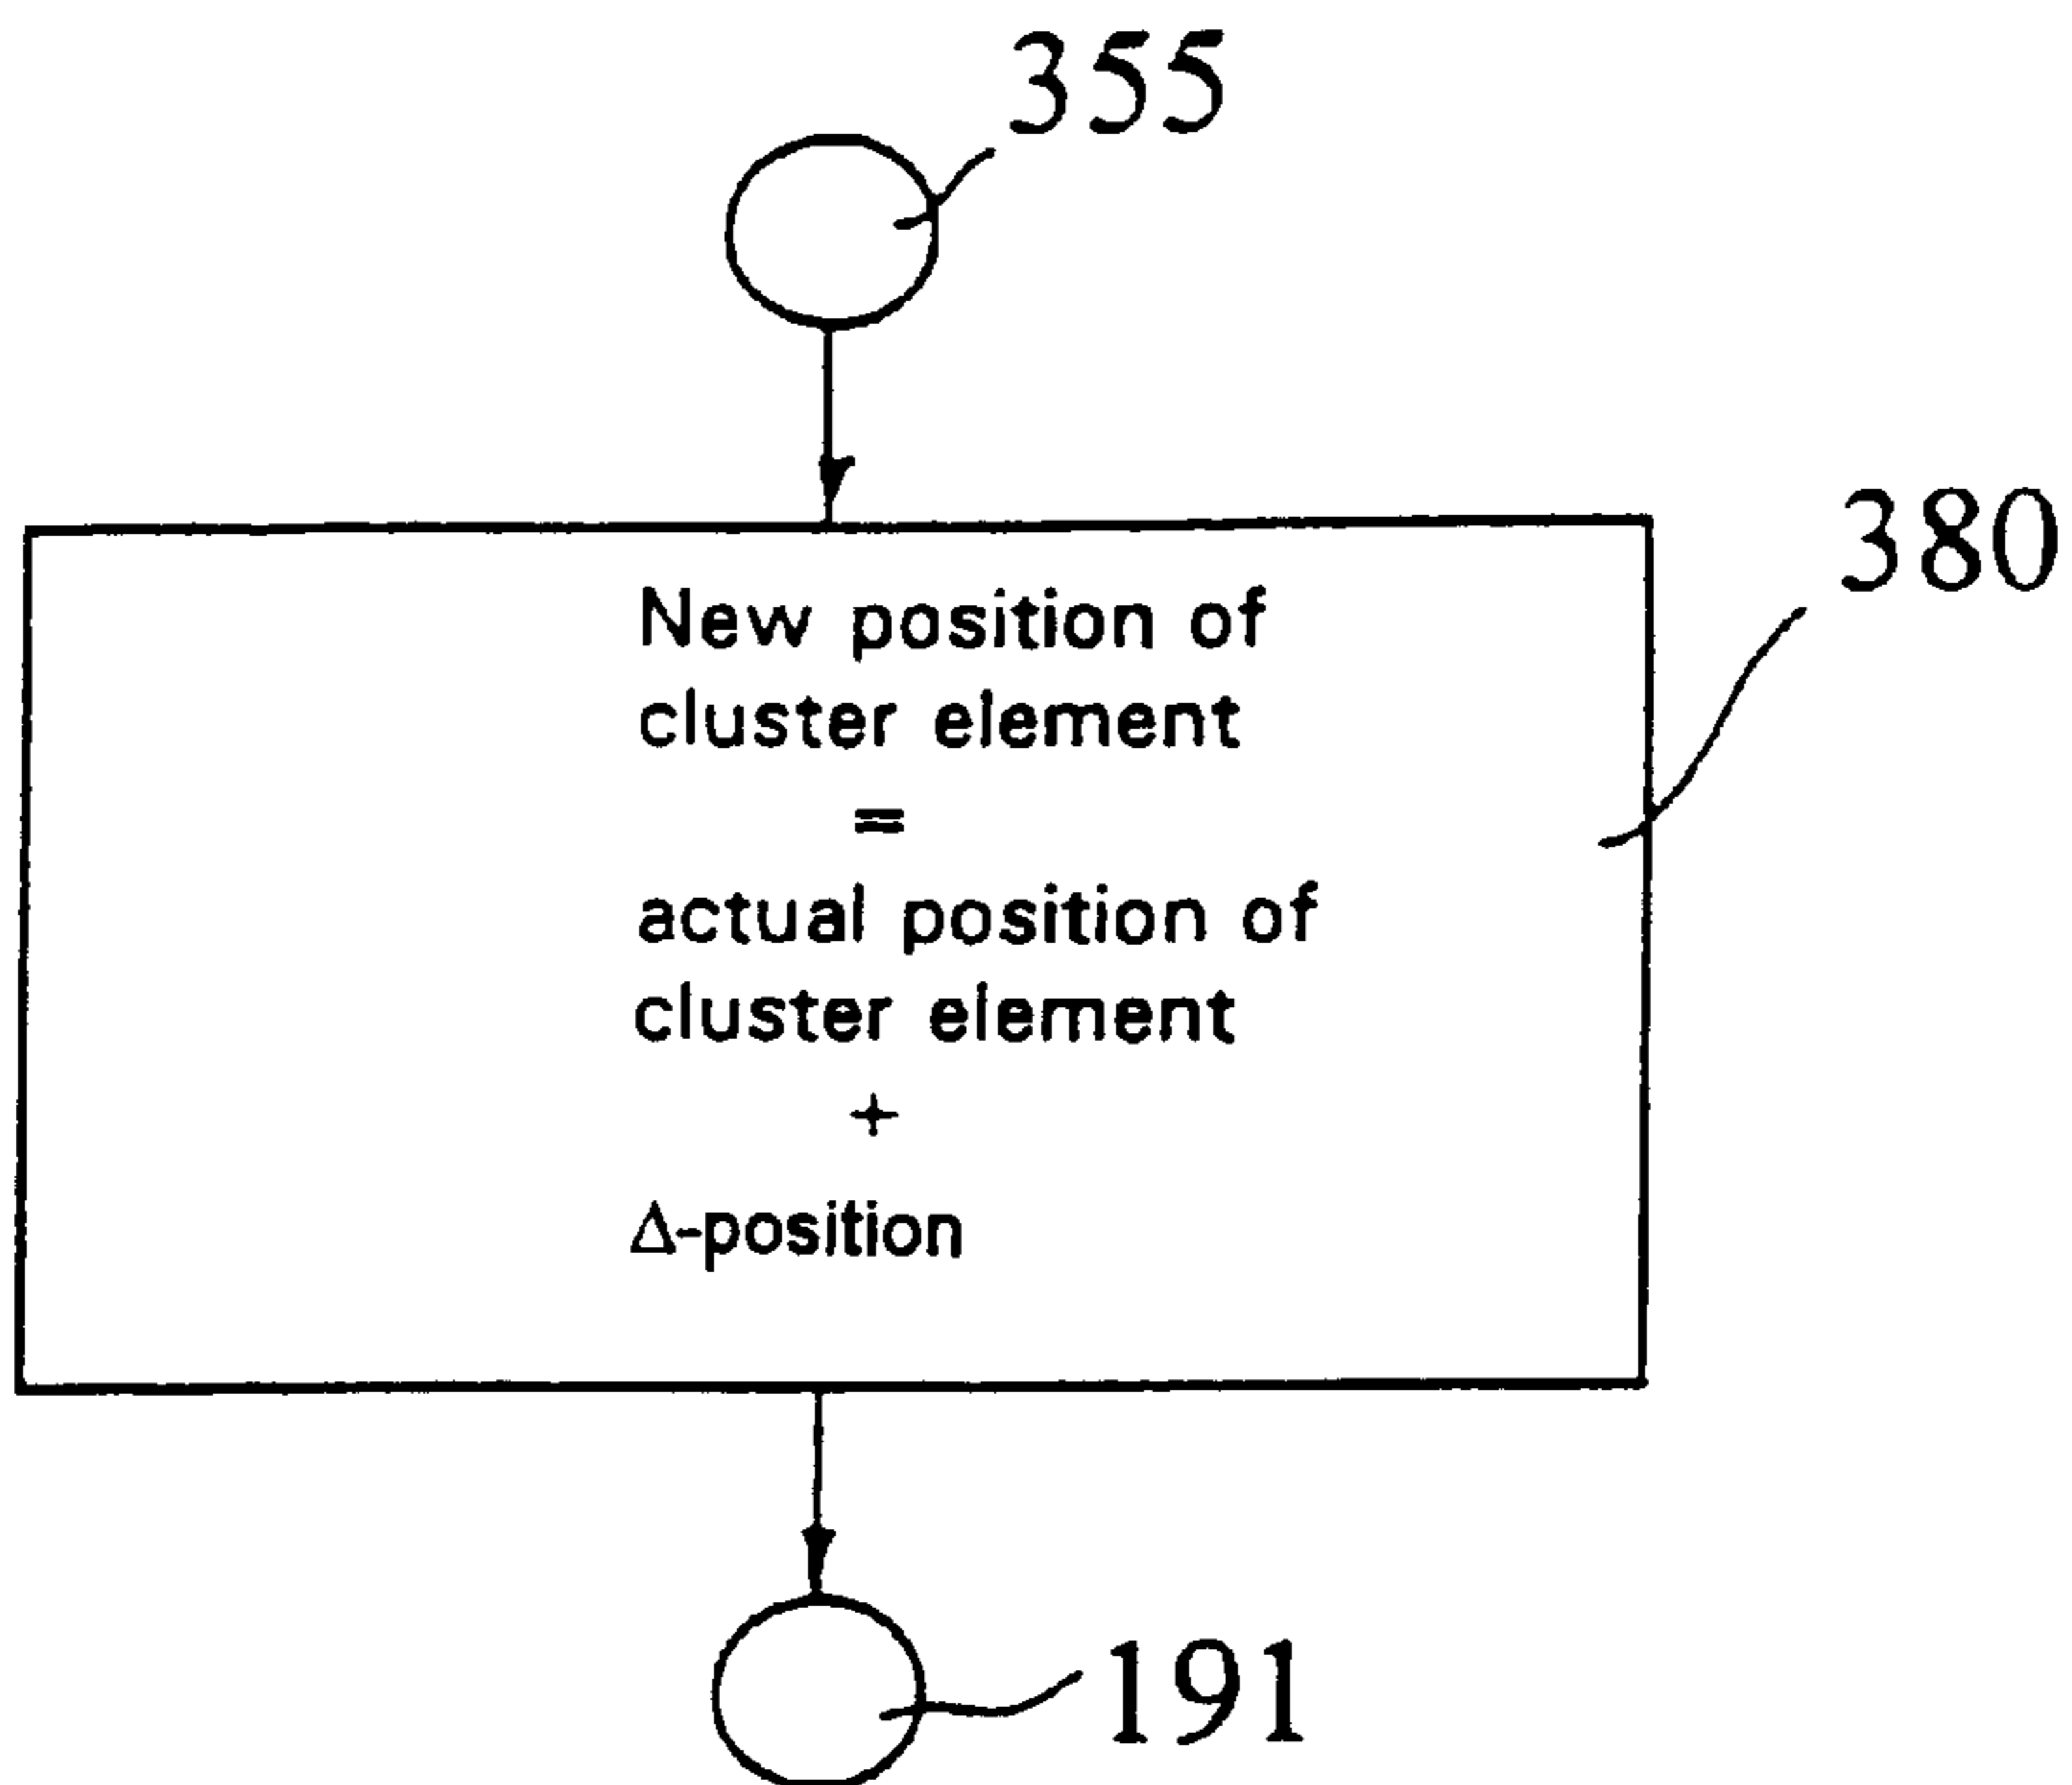 355
380
New position of
cluster element
=
actual position of
cluster element
+
Δ-position
191